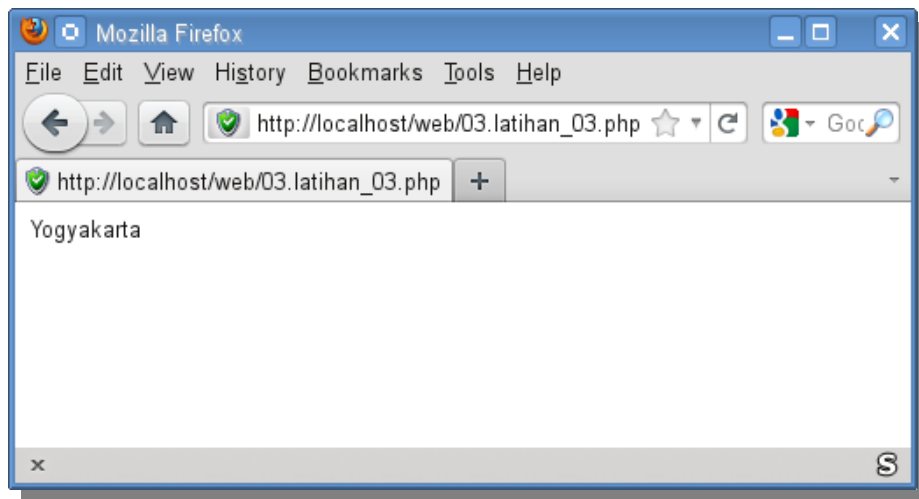 Mozilla Firefox
File Edit View History Bookmarks Tools Help
http://localhost/web/03.latihan_03.php Goo
http://localhost/web/03.latihan_03.php +
Yogyakarta
x S